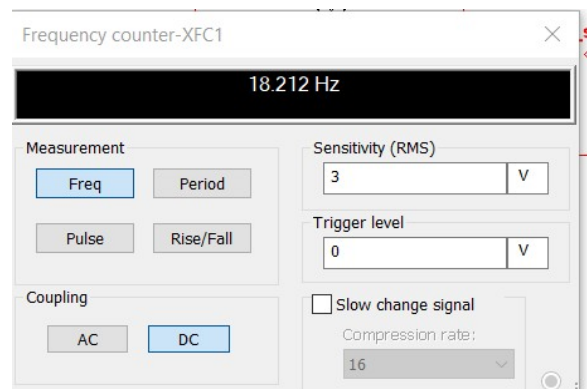 Frequency counter-XFC1
18.212 Hz
Measurement
Freq
Period
Pulse
Rise/Fall
Coupling
AC
DC
Sensitivity (RMS)
3
V
Trigger level
0
V
Slow change signal
Compression rate:
16